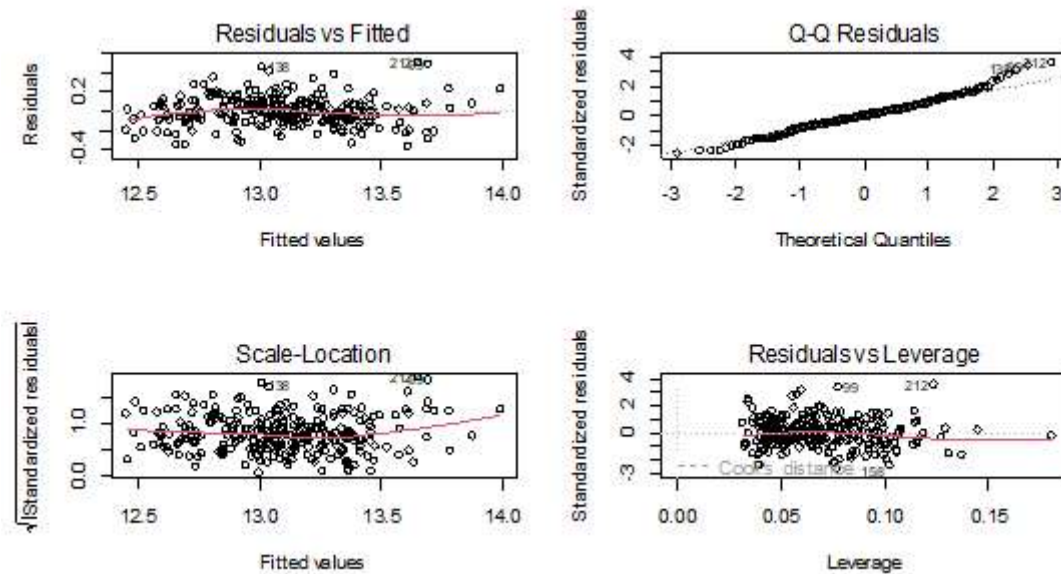 Residuals vs Fitted
Residuals
0.2
-0.4
138
212
12.5 13.0 13.5 14.0
Fitted values
Q-Q Residuals
Standardized residuals
4
2
0
-2
212
-3 -2 -1 0 1 2 3
Theoretical Quantiles
Scale-Location
√|Standardized residuals|
1.0
0.0
138
212
12.5 13.0 13.5 14.0
Fitted values
Residuals vs Leverage
Standardized residuals
4
2
0
-3
99
212
158
Cook's distance
0.00 0.05 0.10 0.15
Leverage